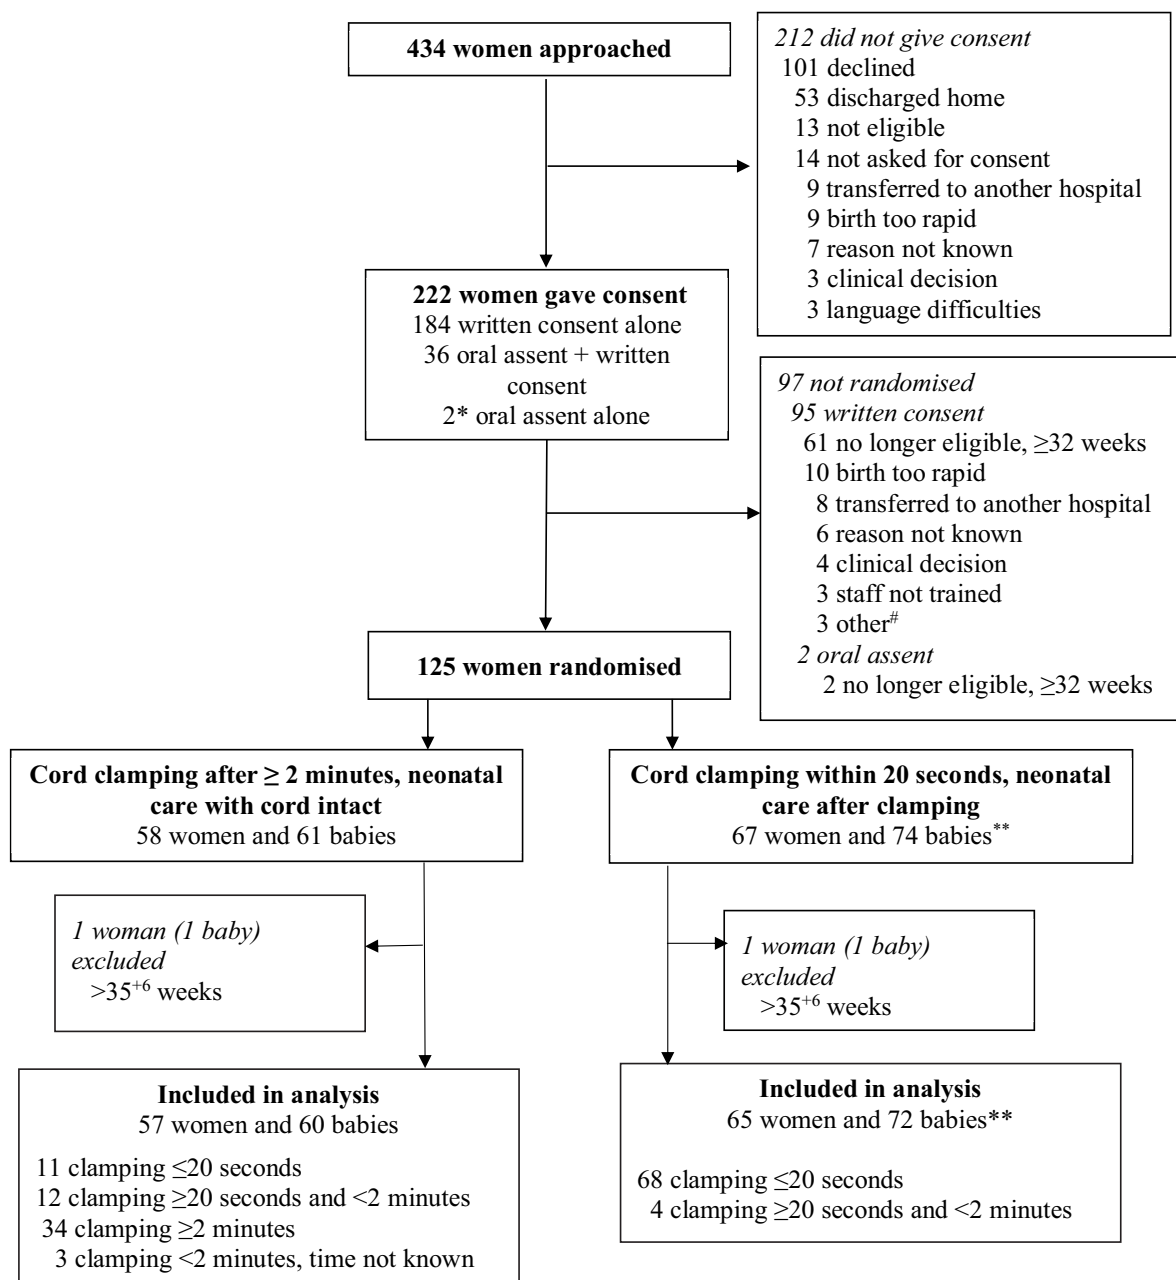 434 women approached
212 did not give consent
101 declined
53 discharged home
13 not eligible
14 not asked for consent
9 transferred to another hospital
9 birth too rapid
7 reason not known
3 clinical decision
3 language difficulties
222 women gave consent
184 written consent alone
36 oral assent + written
consent
2* oral assent alone
97 not randomised
95 written consent
61 no longer eligible, ≥32 weeks
10 birth too rapid
8 transferred to another hospital
6 reason not known
4 clinical decision
3 staff not trained
3 other#
2 oral assent
2 no longer eligible, ≥32 weeks
125 women randomised
Cord clamping after ≥ 2 minutes, neonatal
care with cord intact
58 women and 61 babies
Cord clamping within 20 seconds, neonatal
care after clamping
67 women and 74 babies**
1 woman (1 baby)
excluded
>35+6 weeks
1 woman (1 baby)
excluded
>35+6 weeks
Included in analysis
57 women and 60 babies
11 clamping ≤20 seconds
12 clamping ≥20 seconds and <2 minutes
34 clamping ≥2 minutes
3 clamping <2 minutes, time not known
Included in analysis
65 women and 72 babies**
68 clamping ≤20 seconds
4 clamping ≥20 seconds and <2 minutes